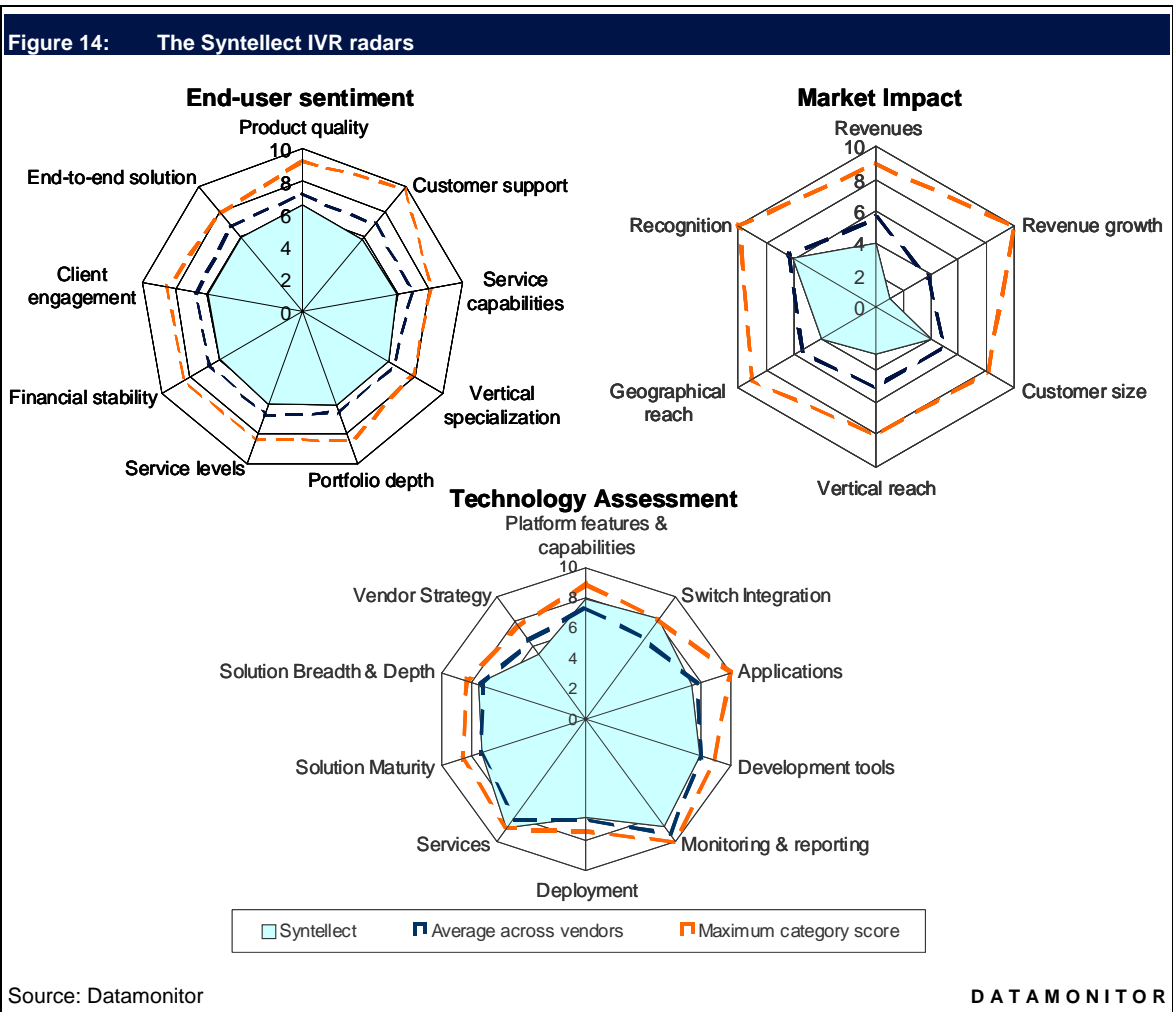 Figure 14: The Syntellect IVR radars
End-user sentiment
Product quality
Customer support
Service
capabilities
Vertical
specialization
Portfolio depth
Service levels
Financial stability
Client
engagement
End-to-end solution
10
8
6
4
2
0
Market Impact
Revenues
Revenue growth
Customer size
Vertical reach
Geographical
reach
Recognition
10
8
6
4
2
0
Technology Assessment
Platform features &
capabilities
Switch Integration
Applications
Development tools
Monitoring & reporting
Deployment
Services
Solution Maturity
Solution Breadth & Depth
Vendor Strategy
10
8
6
4
2
0
Syntellect
Average across vendors
Maximum category score
Source: Datamonitor
DATAMONITOR